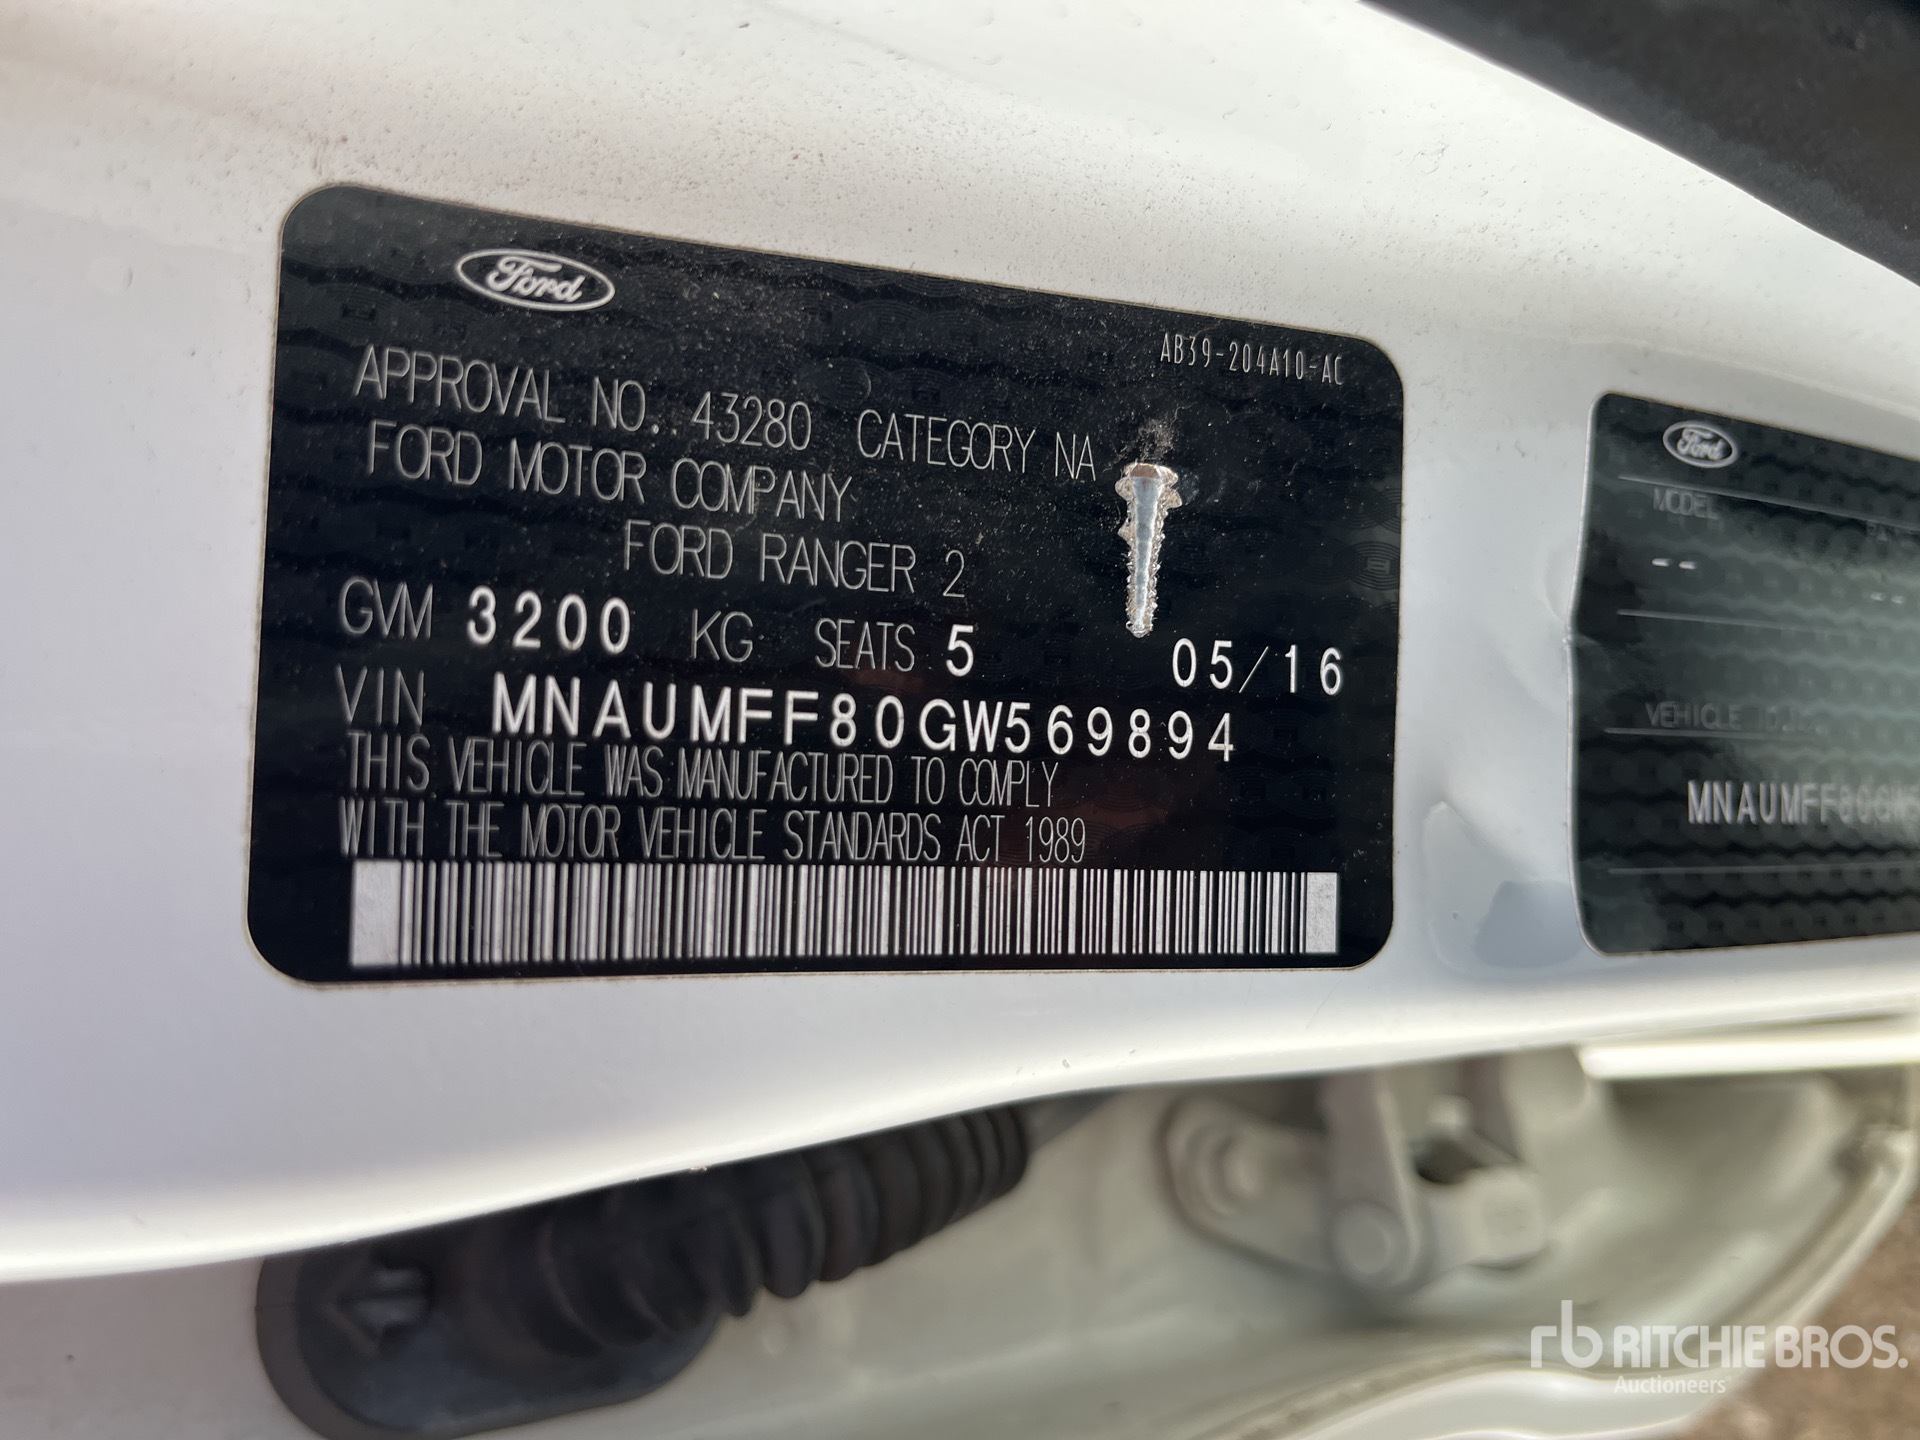 Ford
AB39-204A10-AC
APPROVAL NO. 43280 CATEGORY NA
FORD MOTOR COMPANY
FORD RANGER 2
GVM 3200 KG SEATS 5 05/16
VIN MNAUMFF80GW569894
THIS VEHICLE WAS MANUFACTURED TO COMPLY
WITH THE MOTOR VEHICLE STANDARDS ACT 1989
Ford
MODEL
--
--
VEHICLE
MNAUMFF80GW5
rb RITCHIE BROS.
Auctioneers